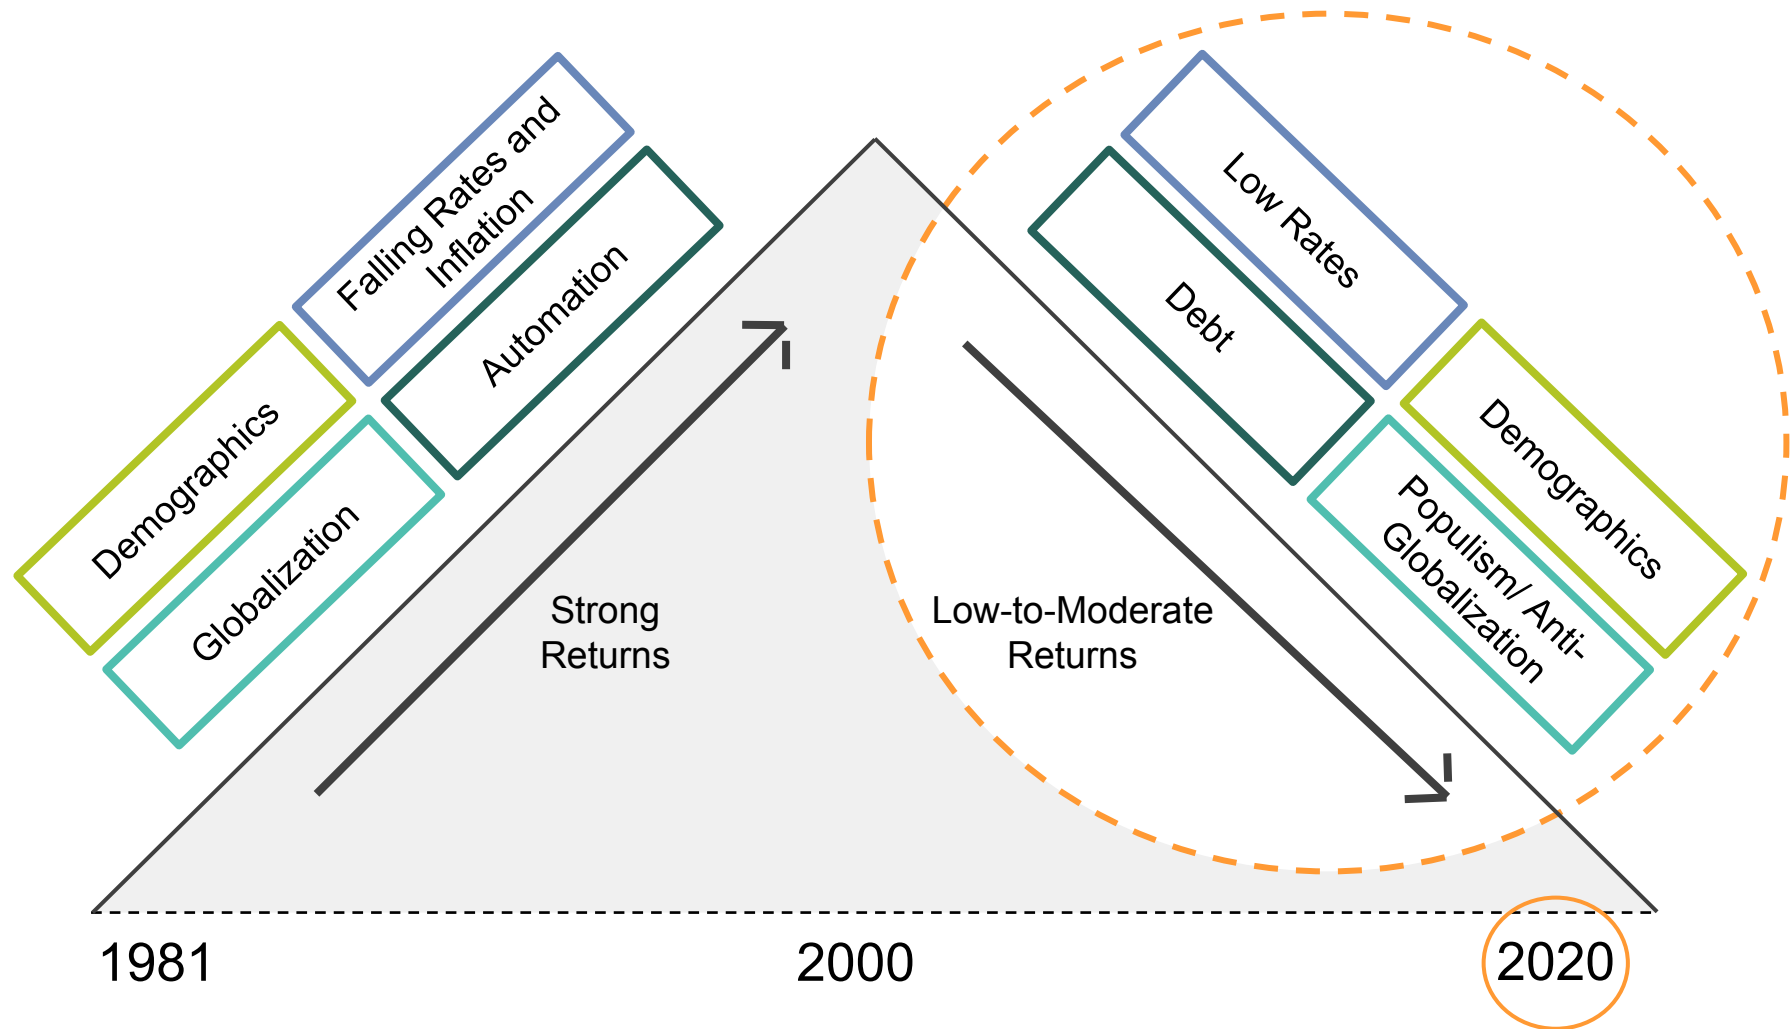 Falling Rates and
Inflation
Automation
Demographics
Globalization
Strong
Returns
Low Rates
Debt
Demographics
Populism/ Anti-
Globalization
Low-to-Moderate
Returns
1981
2000
2020